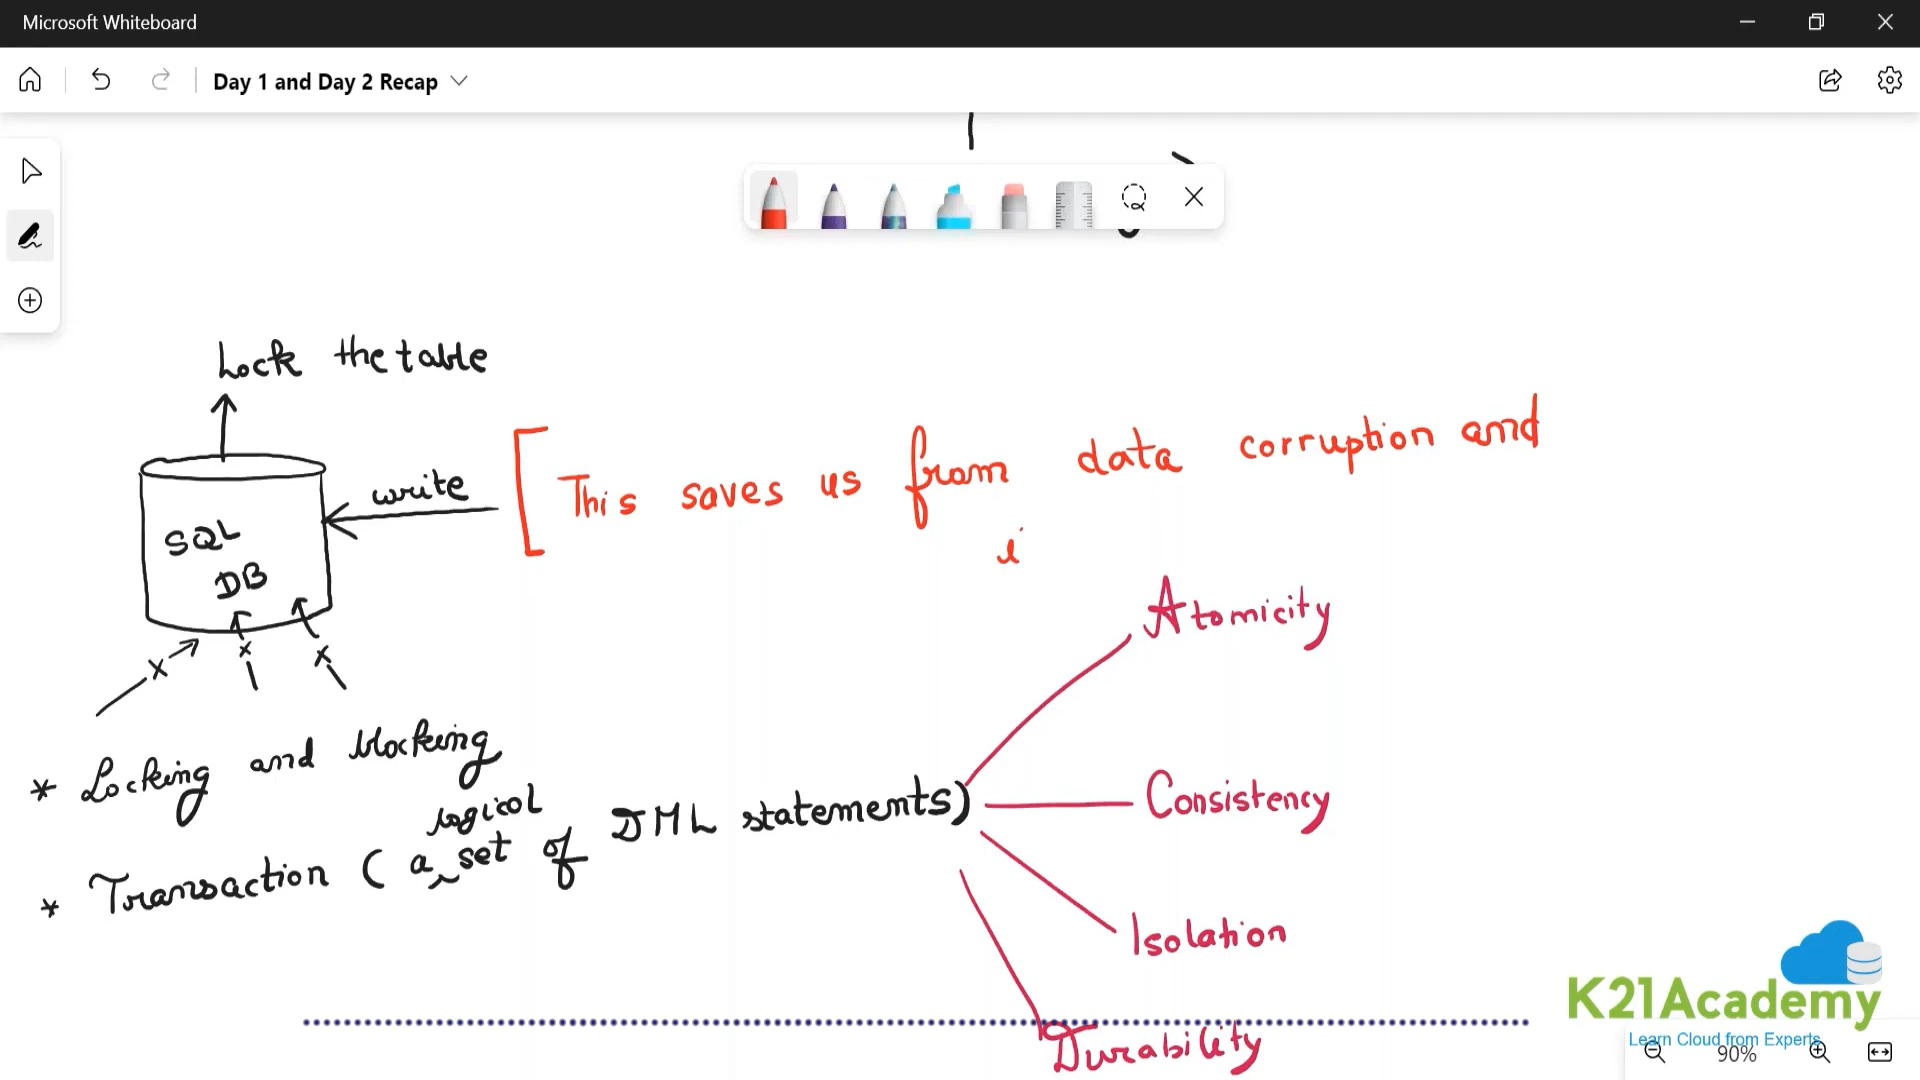 Microsoft Whiteboard
Day 1 and Day 2 Recap
Lock the table
write
SQL
DB
This saves us from data corruption and
i
Atomicity
Locking and blocking
logical
* Transaction ( a set of DML statements)
Consistency
Isolation
Durability
K21Academy
Learn Cloud from Experts
90%